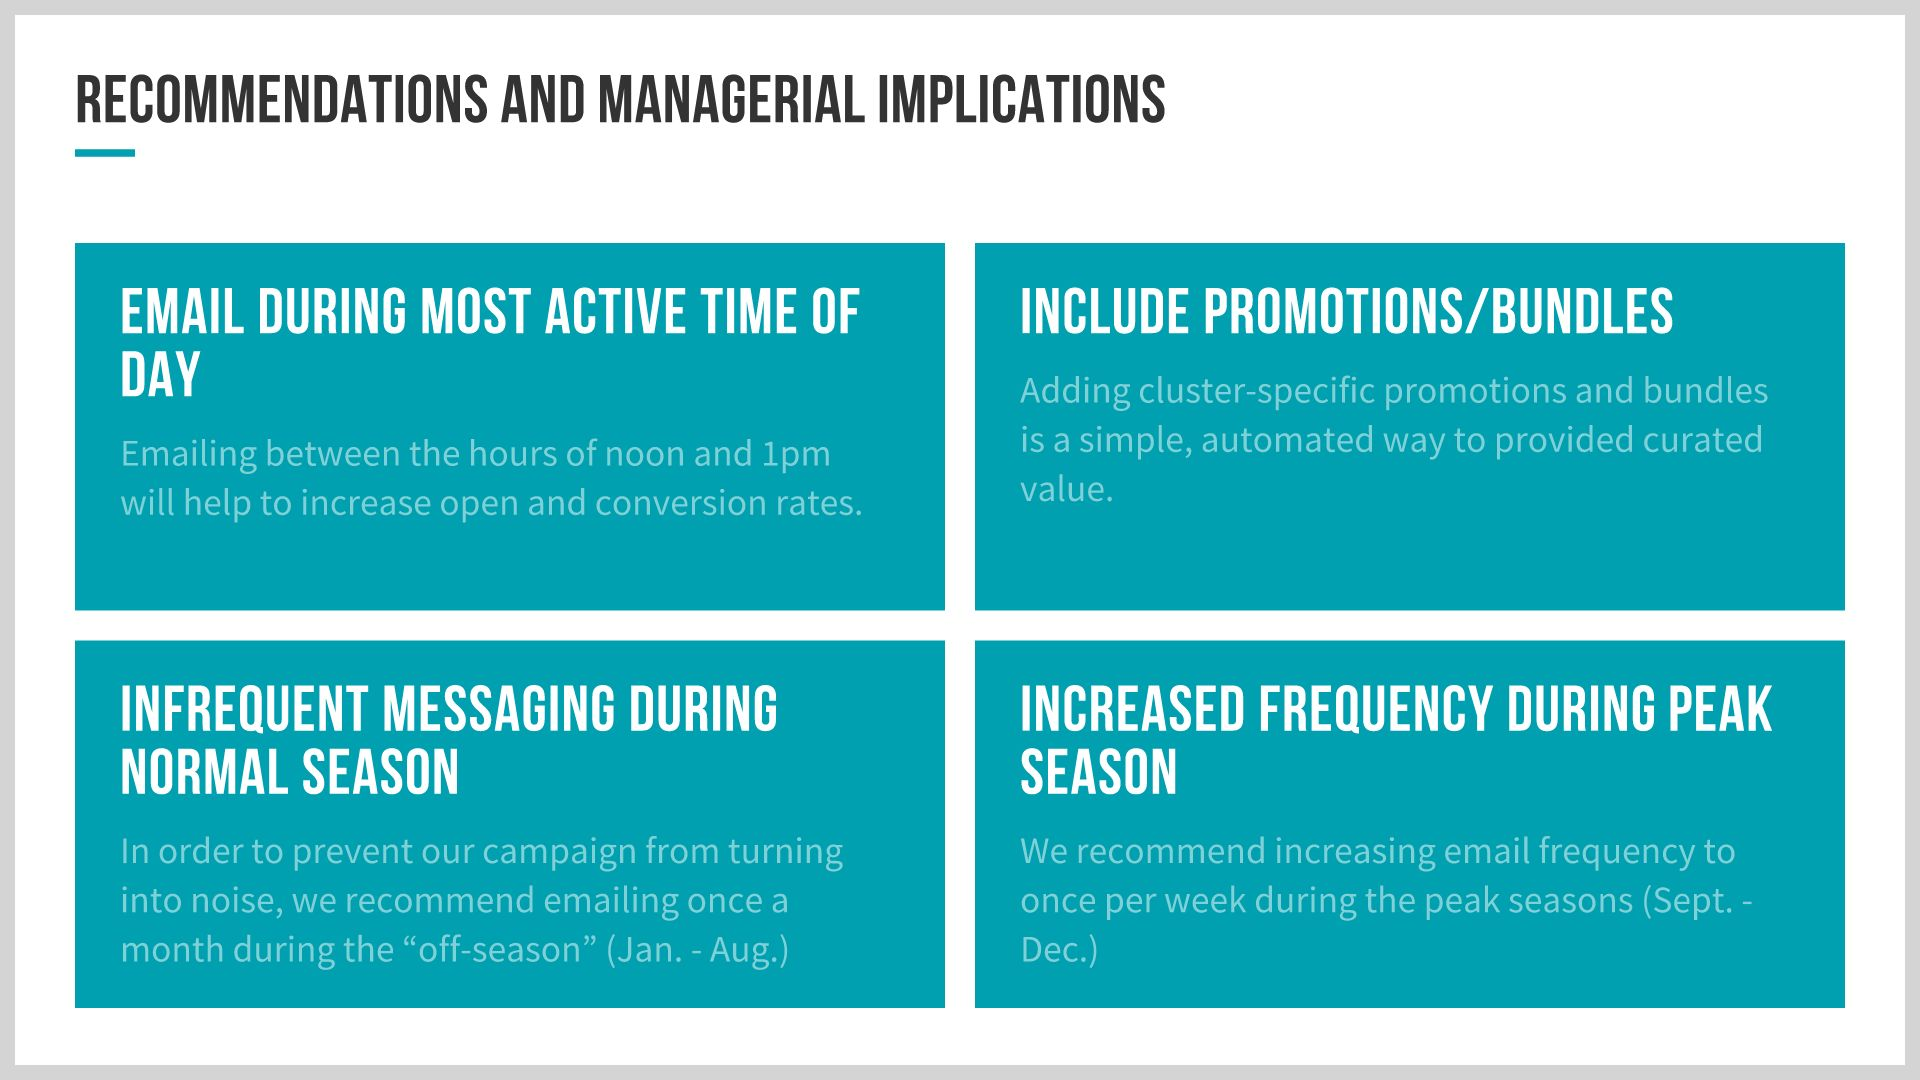 RECOMMENDATIONS AND MANAGERIAL IMPLICATIONS
EMAIL DURING MOST ACTIVE TIME OF
DAY
Emailing between the hours of noon and 1pm
will help to increase open and conversion rates.
INCLUDE PROMOTIONS/BUNDLES
Adding cluster-specific promotions and bundles
is a simple, automated way to provided curated
value.
INFREQUENT MESSAGING DURING
NORMAL SEASON
In order to prevent our campaign from turning
into noise, we recommend emailing once a
month during the “off-season” (Jan. - Aug.)
INCREASED FREQUENCY DURING PEAK
SEASON
We recommend increasing email frequency to
once per week during the peak seasons (Sept. -
Dec.)